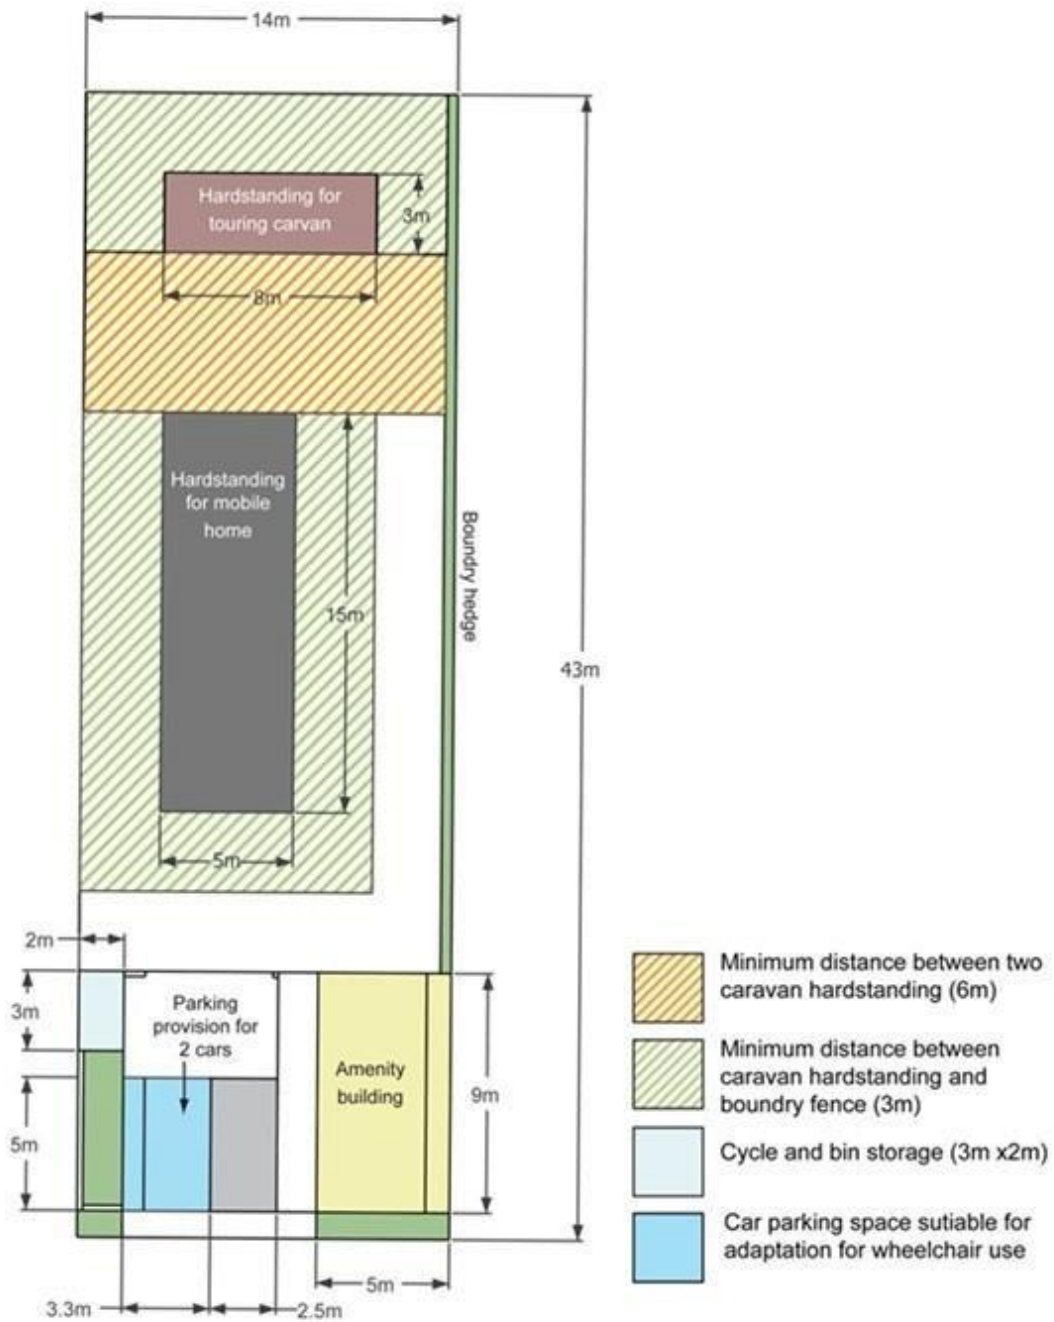 14m
Hardstanding for
touring carvan
3m
8m
Hardstanding
for mobile
home
Boundry hedge
15m
43m
5m
2m
3m
Parking
provision for
2 cars
Amenity
building
9m
5m
5m
3.3m
2.5m
Minimum distance between two
caravan hardstanding (6m)
Minimum distance between
caravan hardstanding and
boundry fence (3m)
Cycle and bin storage (3m x2m)
Car parking space sutiable for
adaptation for wheelchair use